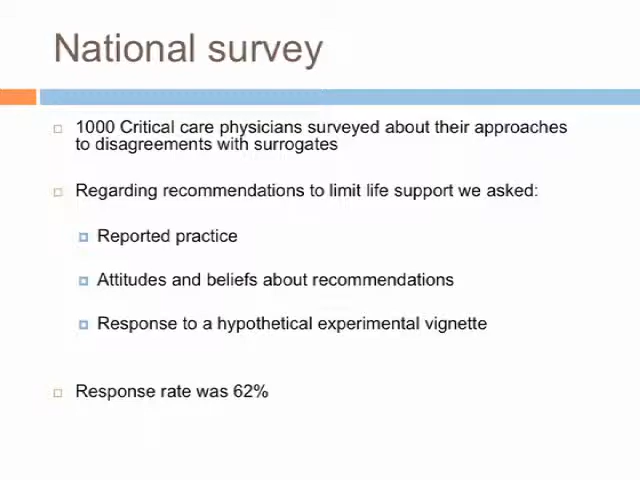 National survey
1000 Critical care physicians surveyed about their approaches
to disagreements with surrogates
Regarding recommendations to limit life support we asked:
Reported practice
Attitudes and beliefs about recommendations
Response to a hypothetical experimental vignette
Response rate was 62%